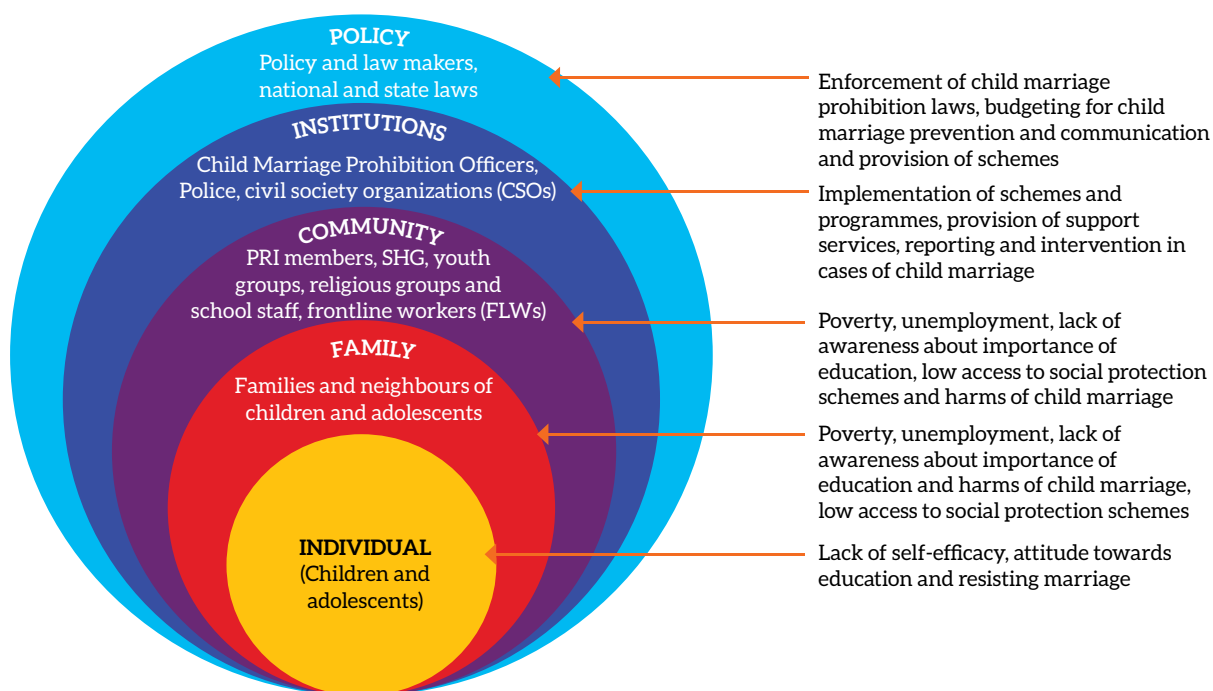 POLICY
Policy and law makers,
national and state laws
INSTITUTIONS
Child Marriage Prohibition Officers,
Police, civil society organizations (CSOs)
COMMUNITY
PRI members, SHG, youth
groups, religious groups and
school staff, frontline workers (FLWs)
FAMILY
Families and neighbours of
children and adolescents
INDIVIDUAL
(Children and
adolescents)
Enforcement of child marriage
prohibition laws, budgeting for child
marriage prevention and communication
and provision of schemes
Implementation of schemes and
programmes, provision of support
services, reporting and intervention in
cases of child marriage
Poverty, unemployment, lack of
awareness about importance of
education, low access to social protection
schemes and harms of child marriage
Poverty, unemployment, lack of
awareness about importance of
education and harms of child marriage,
low access to social protection schemes
Lack of self-efficacy, attitude towards
education and resisting marriage